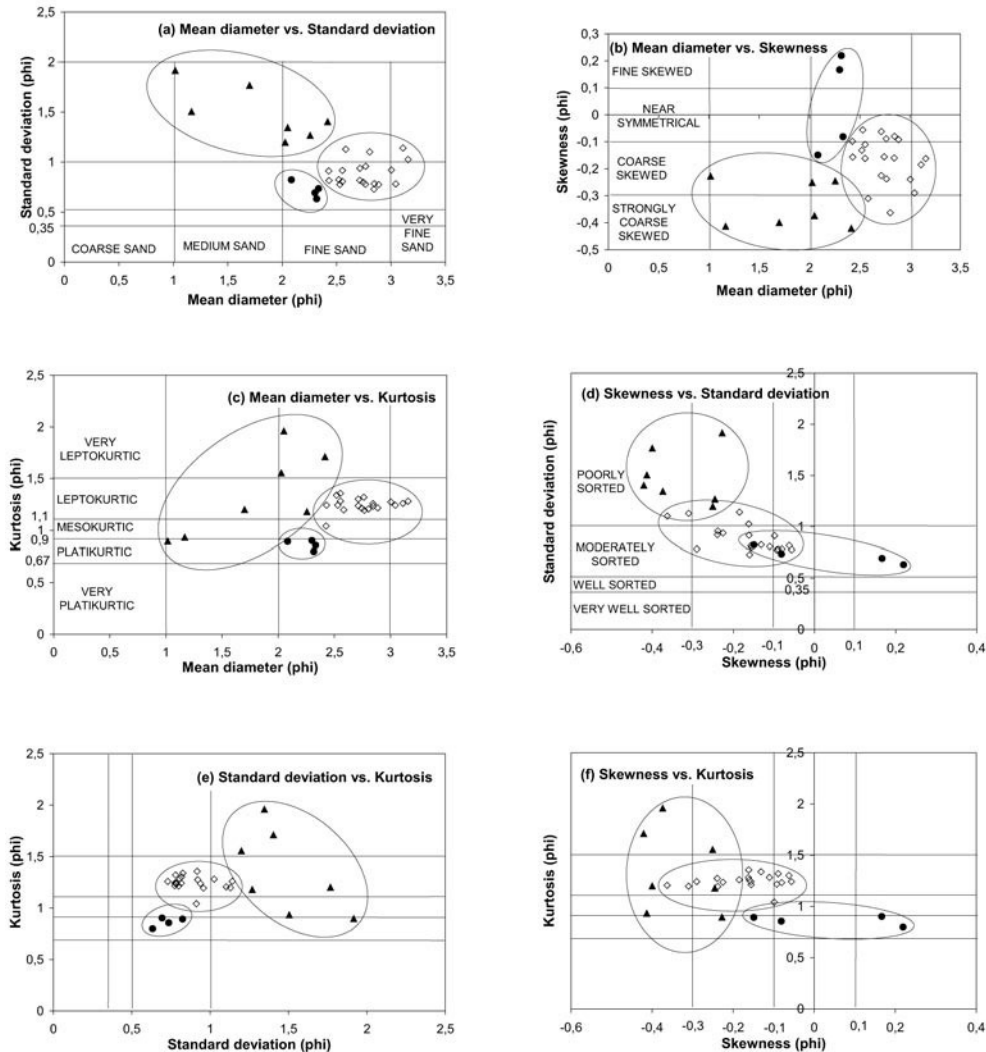 (a) Mean diameter vs. Standard deviation
Standard deviation (phi)
2,5
2
1,5
1
0,5
0,35
0
COARSE SAND
MEDIUM SAND
FINE SAND
VERY
FINE
SAND
0
0,5
1
1,5
2
2,5
3
3,5
Mean diameter (phi)
(b) Mean diameter vs. Skewness
Skewness (phi)
0,3
0,2
0,1
0
-0,1
-0,2
-0,3
-0,4
-0,5
FINE SKEWED
NEAR
SYMMETRICAL
COARSE
SKEWED
STRONGLY
COARSE
SKEWED
0
0,5
1
1,5
2
2,5
3
3,5
Mean diameter (phi)
(c) Mean diameter vs. Kurtosis
Kurtosis (phi)
2,5
2
1,5
1,1
1
0,9
0,67
0,5
0
VERY
LEPTOKURTIC
LEPTOKURTIC
MESOKURTIC
PLATIKURTIC
VERY
PLATIKURTIC
0
0,5
1
1,5
2
2,5
3
3,5
Mean diameter (phi)
(d) Skewness vs. Standard deviation
Standard deviation (phi)
2,5
2
1,5
1
0,5
0,35
0
POORLY
SORTED
MODERATELY
SORTED
WELL SORTED
VERY WELL SORTED
-0,6
-0,4
-0,3
-0,2
-0,1
0
0,1
0,2
0,4
Skewness (phi)
(e) Standard deviation vs. Kurtosis
Kurtosis (phi)
2,5
2
1,5
1
0,5
0
0
0,5
1
1,5
2
2,5
Standard deviation (phi)
(f) Skewness vs. Kurtosis
Kurtosis (phi)
2,5
2
1,5
1
0,5
0
-0,6
-0,4
-0,3
-0,2
-0,1
0
0,1
0,2
0,4
Skewness (phi)